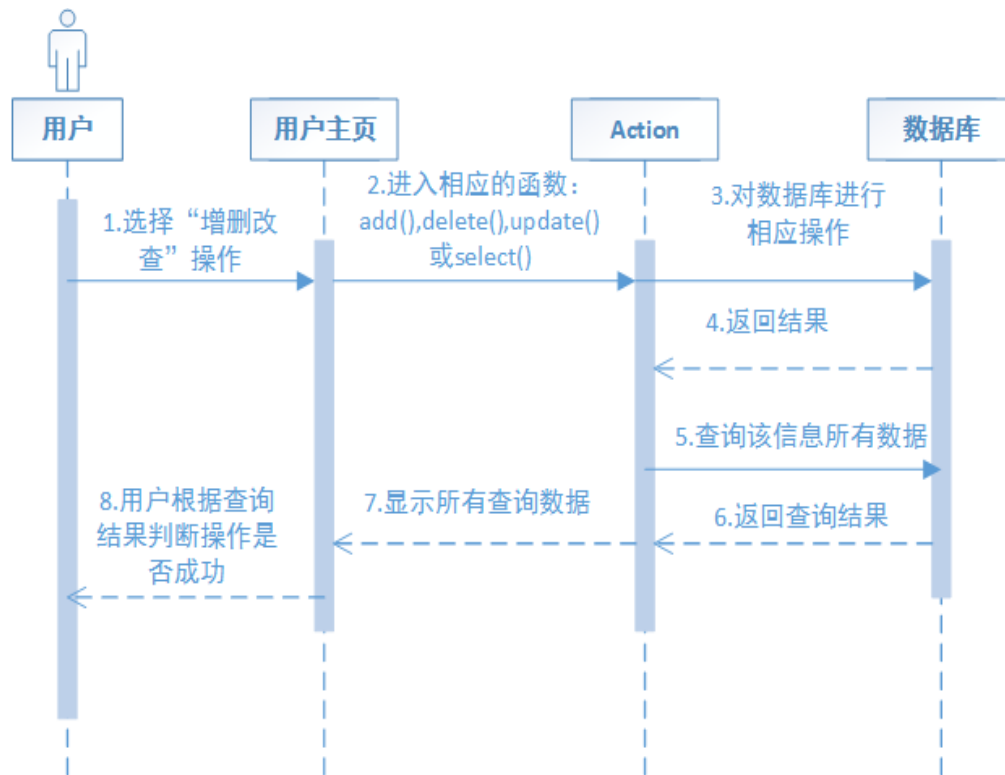 用户
用户主页
Action
数据库
1.选择“增删改
查”操作
2.进入相应的函数：
add(),delete(),update()
或select()
3.对数据库进行
相应操作
4.返回结果
5.查询该信息所有数据
6.返回查询结果
7.显示所有查询数据
8.用户根据查询
结果判断操作是
否成功